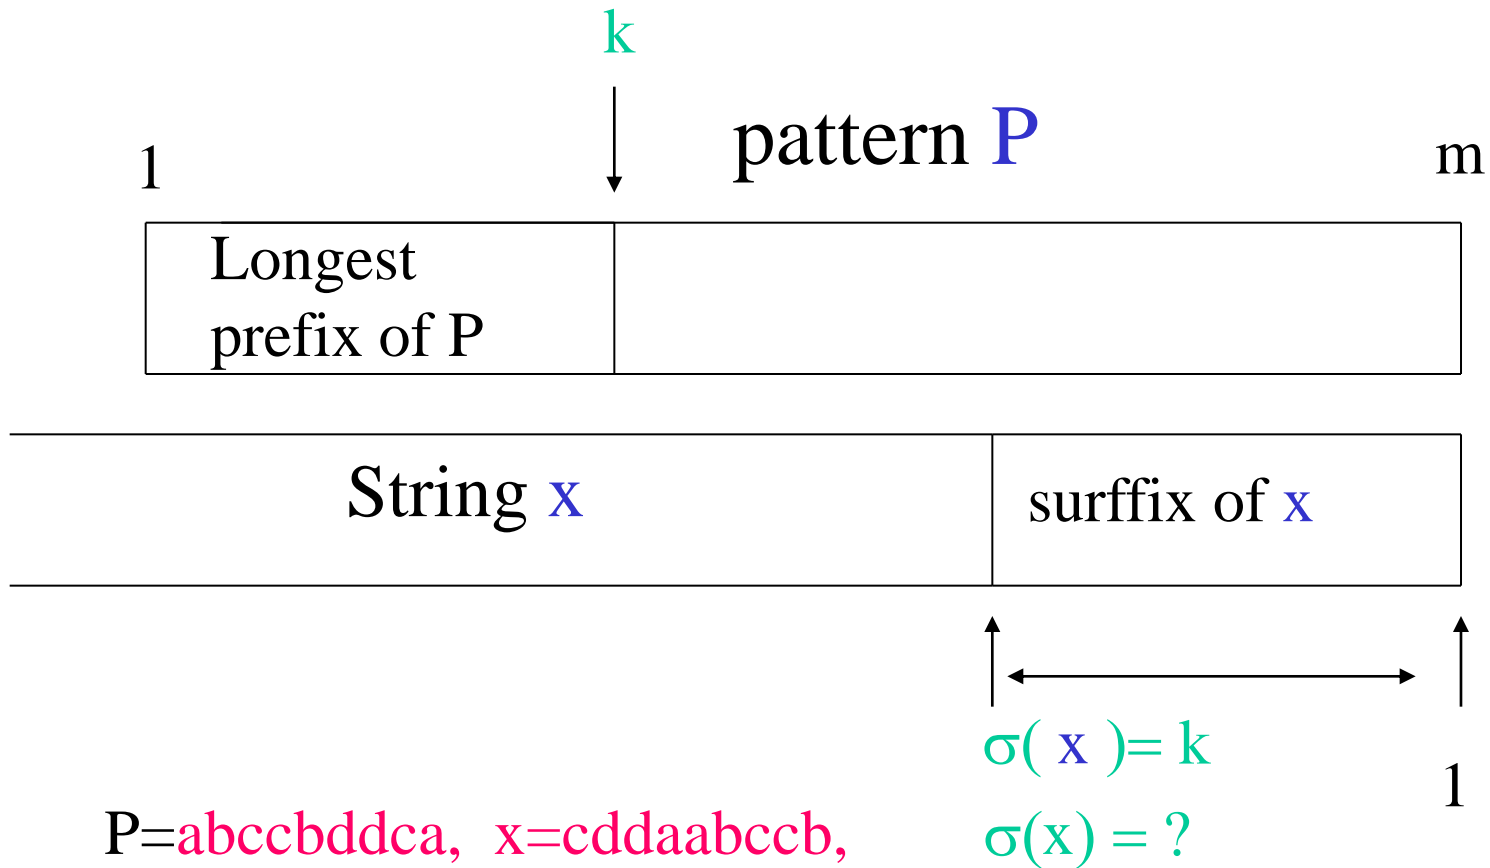 k
pattern P
1
m
Longest
prefix of P
String x
surffix of x
σ( x )= k
1
P=abccbddca, x=cddaabccb, σ(x) = ?